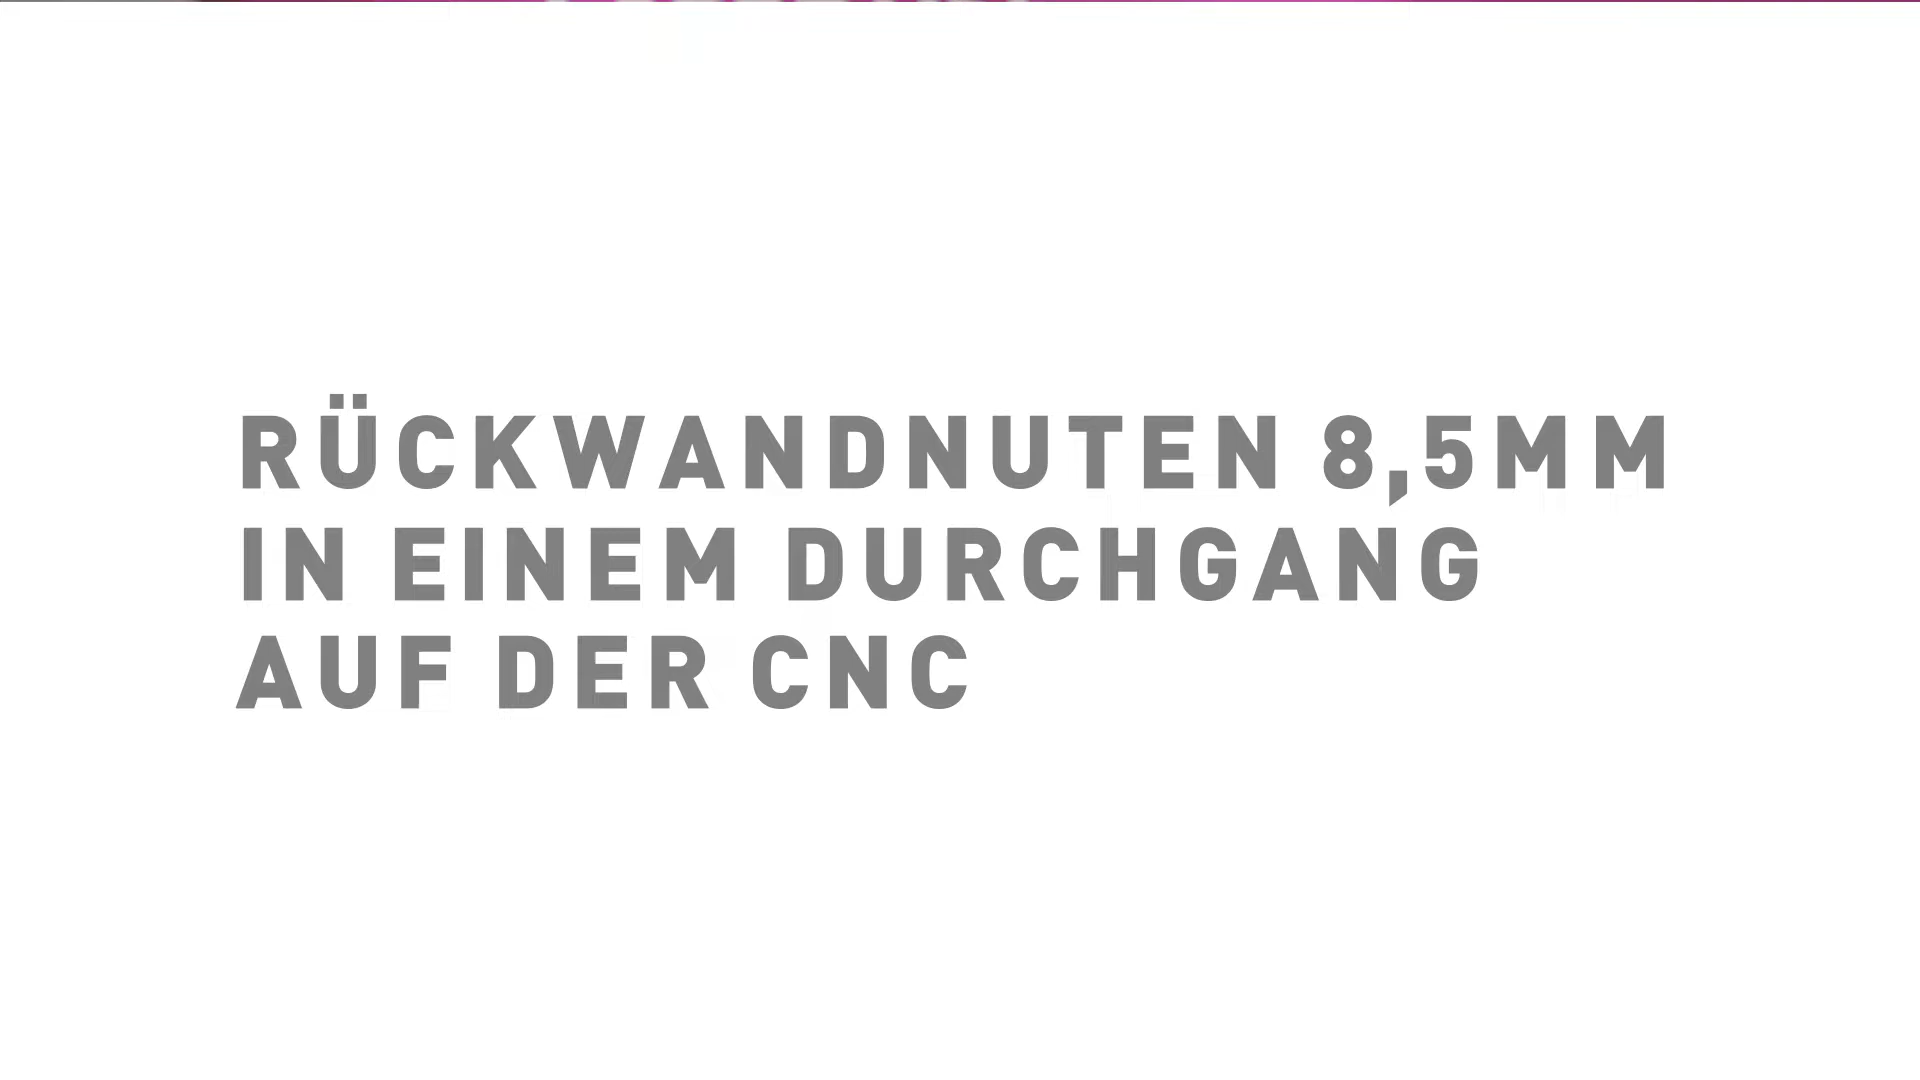 RÜCKWANDNUTEN 8,5MM
IN EINEM DURCHGANG
AUF DER CNC